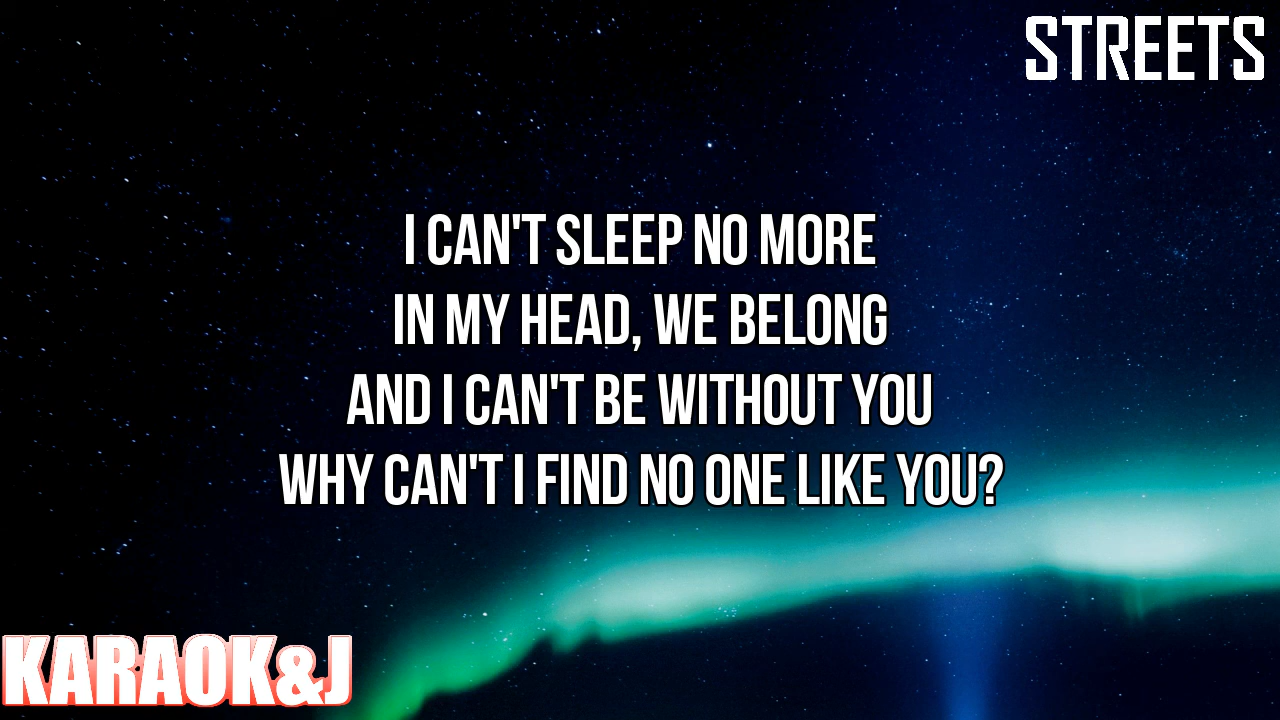 STREETS
I CAN'T SLEEP NO MORE
IN MY HEAD, WE BELONG
AND I CAN'T BE WITHOUT YOU
WHY CAN'T I FIND NO ONE LIKE YOU?
KARAOK&J